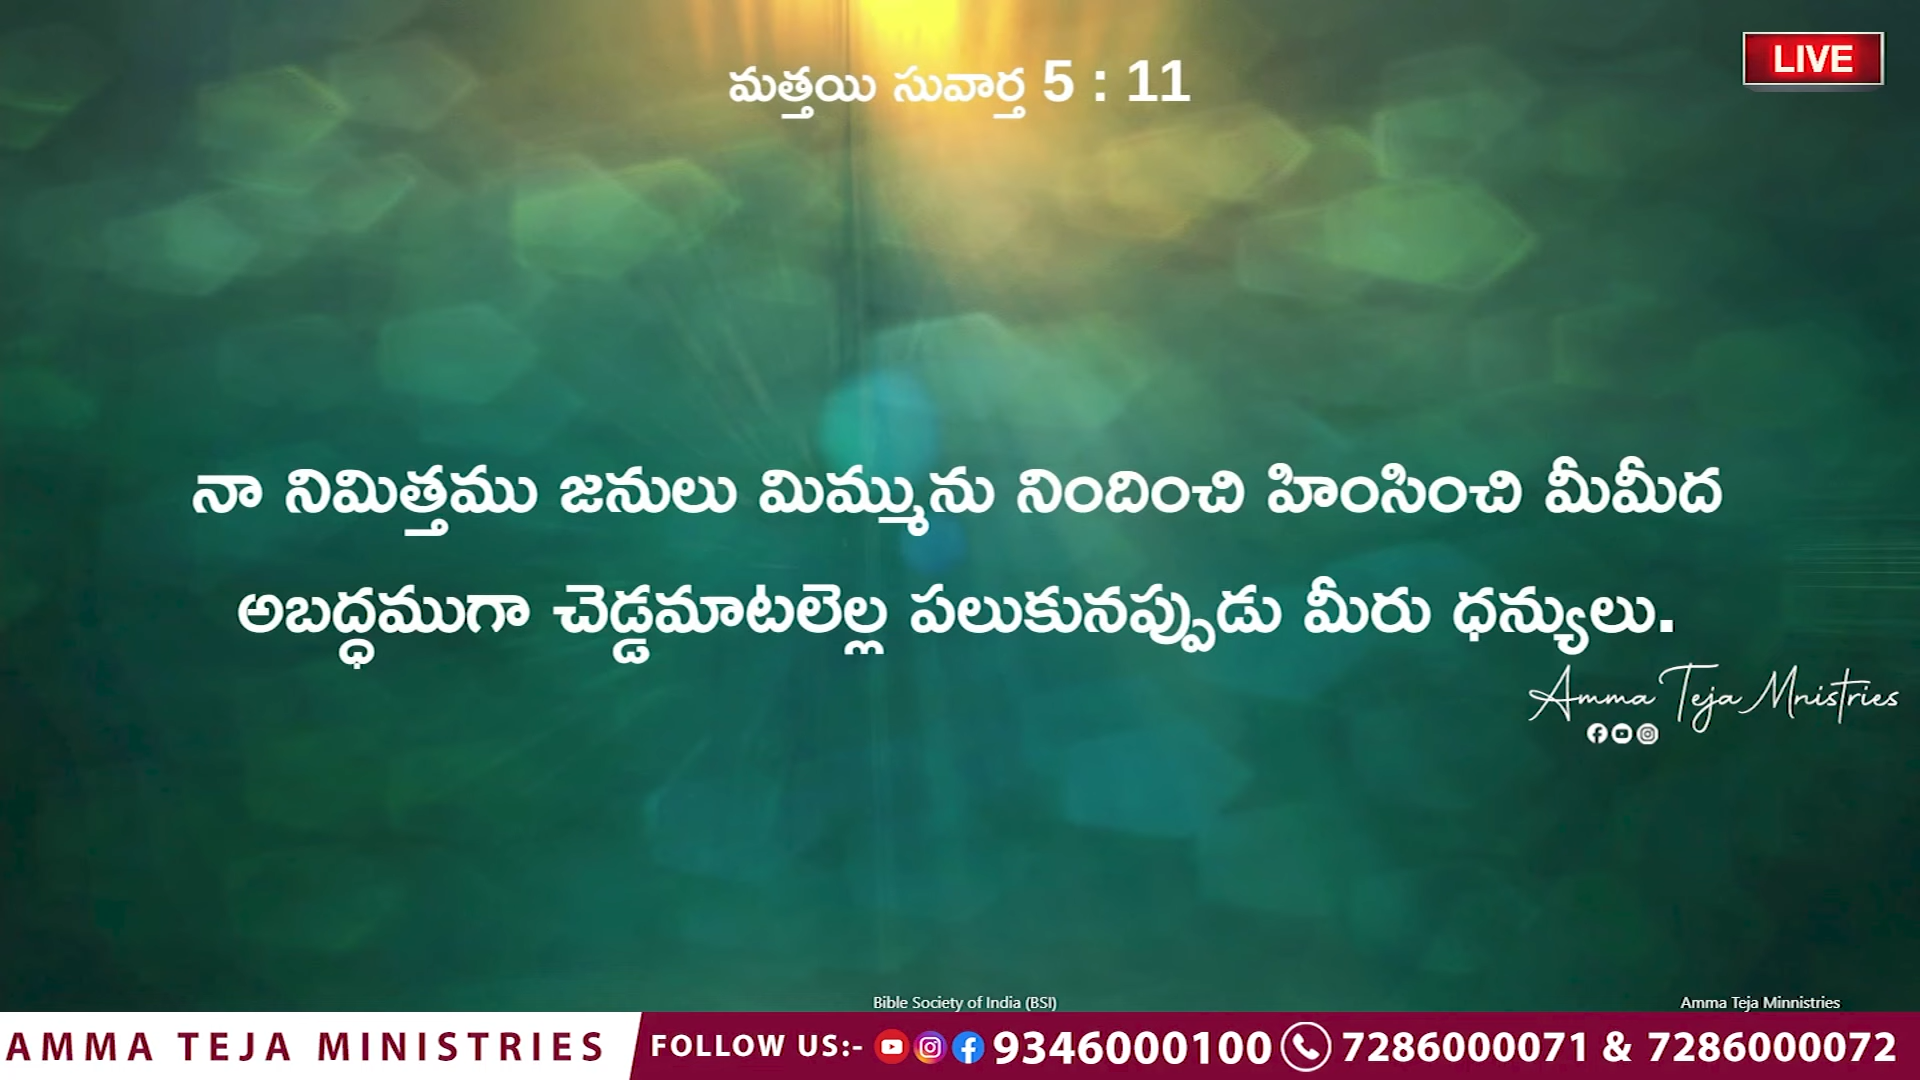 మత్తయి సువార్త 5 : 11
LIVE
నా నిమిత్తము జనులు మిమ్మును నిందించి హింసించి మీమీద
అబద్ధముగా చెడ్డమాటలెల్ల పలుకునప్పుడు మీరు ధన్యులు.
Amma Teja Mnistries
Bible Society of India (BSI)
Amma Teja Minnistries
AMMA TEJA MINISTRIES
FOLLOW US:- 9346000100 7286000071 & 7286000072